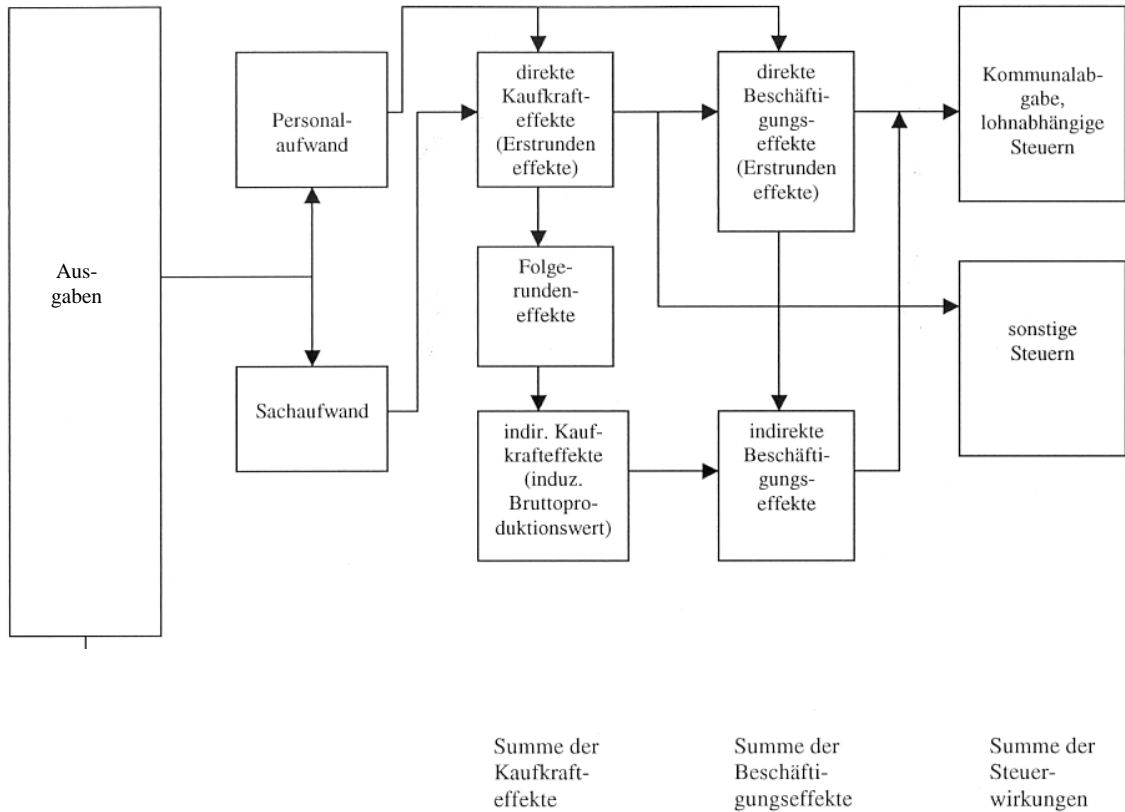 Aus-
gaben
Personal-
aufwand
Sachaufwand
direkte
Kaufkraft-
effekte
(Erstrunden
effekte)
Folge-
runden-
effekte
indir. Kauf-
krafteffekte
(induz.
Bruttopro-
duktionswert)
direkte
Beschäfti-
gungs-
effekte
(Erstrunden
effekte)
indirekte
Beschäfti-
gungs-
effekte
Kommunalab-
gabe,
lohnabhängige
Steuern
sonstige
Steuern
Summe der
Kaufkraft-
effekte
Summe der
Beschäfti-
gungseffekte
Summe der
Steuer-
wirkungen